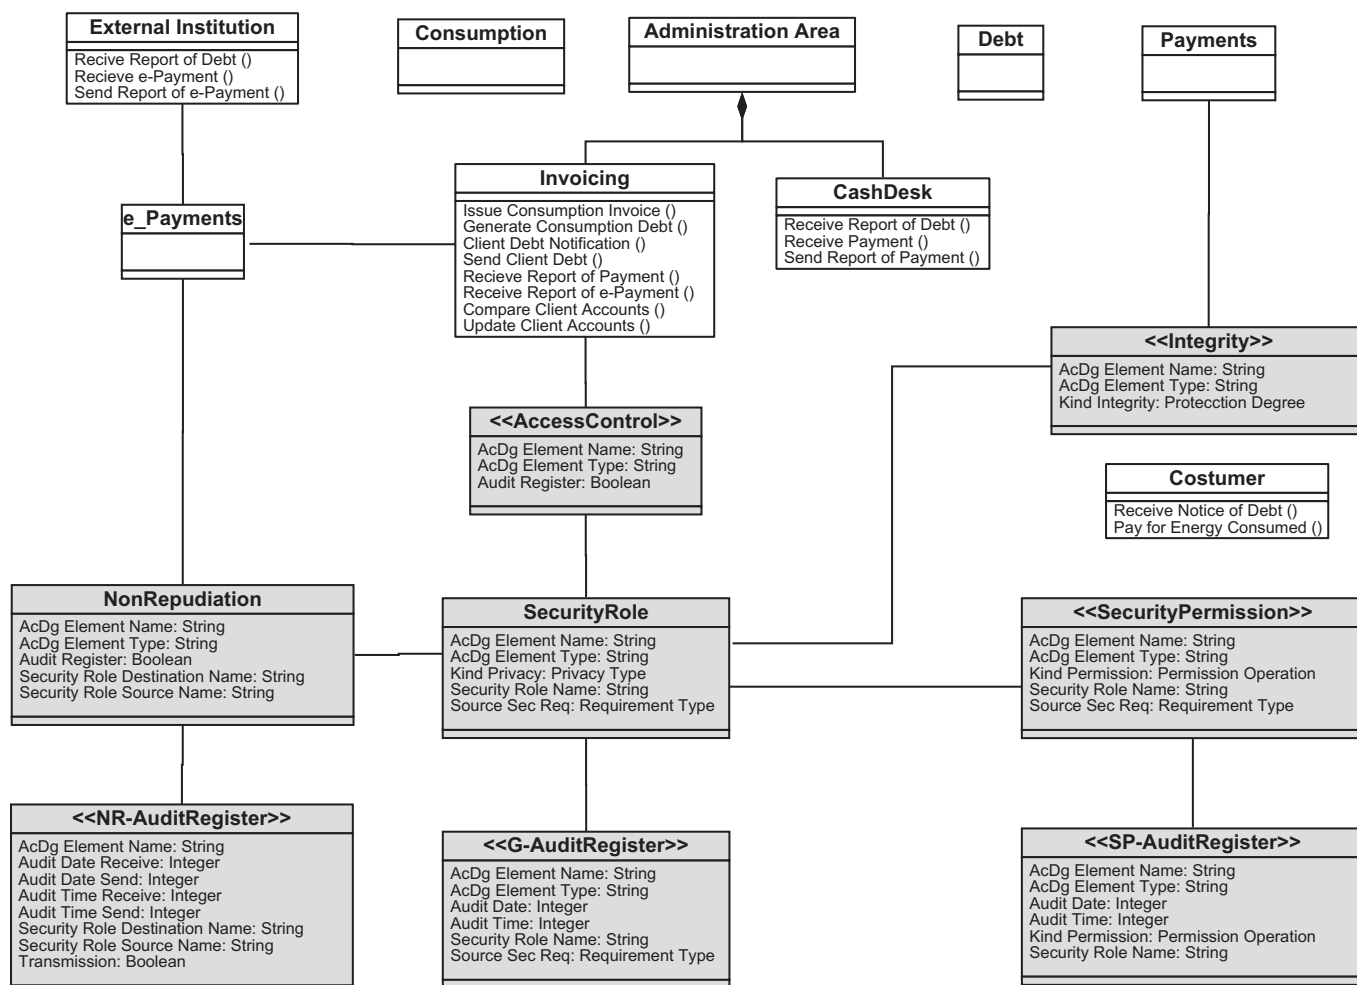 External Institution
Recive Report of Debt ()
Recieve e-Payment ()
Send Report of e-Payment ()
Consumption
Administration Area
Debt
Payments
e_Payments
Invoicing
Issue Consumption Invoice ()
Generate Consumption Debt ()
Client Debt Notification ()
Send Client Debt ()
Recieve Report of Payment ()
Receive Report of e-Payment ()
Compare Client Accounts ()
Update Client Accounts ()
CashDesk
Receive Report of Debt ()
Receive Payment ()
Send Report of Payment ()
<<Integrity>>
AcDg Element Name: String
AcDg Element Type: String
Kind Integrity: Protecction Degree
<<AccessControl>>
AcDg Element Name: String
AcDg Element Type: String
Audit Register: Boolean
Costumer
Receive Notice of Debt ()
Pay for Energy Consumed ()
NonRepudiation
AcDg Element Name: String
AcDg Element Type: String
Audit Register: Boolean
Security Role Destination Name: String
Security Role Source Name: String
SecurityRole
AcDg Element Name: String
AcDg Element Type: String
Kind Privacy: Privacy Type
Security Role Name: String
Source Sec Req: Requirement Type
<<SecurityPermission>>
AcDg Element Name: String
AcDg Element Type: String
Kind Permission: Permission Operation
Security Role Name: String
Source Sec Req: Requirement Type
<<NR-AuditRegister>>
AcDg Element Name: String
Audit Date Receive: Integer
Audit Date Send: Integer
Audit Time Receive: Integer
Audit Time Send: Integer
Security Role Destination Name: String
Security Role Source Name: String
Transmission: Boolean
<<G-AuditRegister>>
AcDg Element Name: String
AcDg Element Type: String
Audit Date: Integer
Audit Time: Integer
Security Role Name: String
Source Sec Req: Requirement Type
<<SP-AuditRegister>>
AcDg Element Name: String
AcDg Element Type: String
Audit Date: Integer
Audit Time: Integer
Kind Permission: Permission Operation
Security Role Name: String